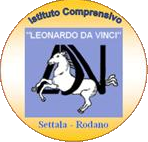 Istituto Comprensivo
"LEONARDO DA VINCI"
Settala - Rodano